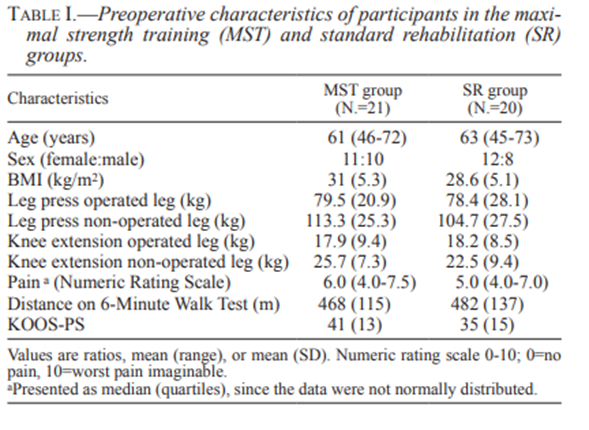 TABLE I.—Preoperative characteristics of participants in the maxi-
mal strength training (MST) and standard rehabilitation (SR)
groups.
Characteristics MST group (N.=21) SR group (N.=20)
Age (years) 61 (46-72) 63 (45-73)
Sex (female:male) 11:10 12:8
BMI (kg/m²) 31 (5.3) 28.6 (5.1)
Leg press operated leg (kg) 79.5 (20.9) 78.4 (28.1)
Leg press non-operated leg (kg) 113.3 (25.3) 104.7 (27.5)
Knee extension operated leg (kg) 17.9 (9.4) 18.2 (8.5)
Knee extension non-operated leg (kg) 25.7 (7.3) 22.5 (9.4)
Pain ᵃ (Numeric Rating Scale) 6.0 (4.0-7.5) 5.0 (4.0-7.0)
Distance on 6-Minute Walk Test (m) 468 (115) 482 (137)
KOOS-PS 41 (13) 35 (15)
Values are ratios, mean (range), or mean (SD). Numeric rating scale 0-10; 0=no
pain, 10=worst pain imaginable.
ᵃPresented as median (quartiles), since the data were not normally distributed.